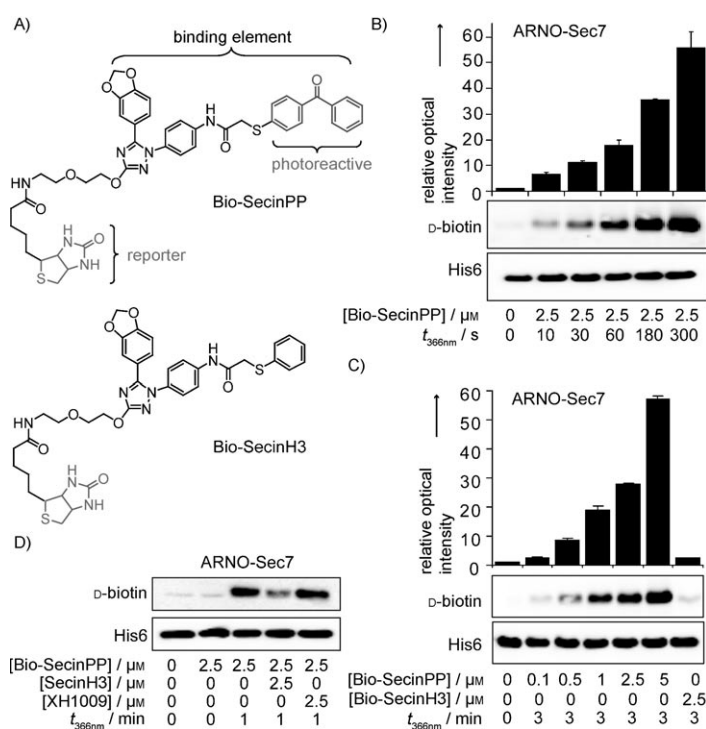 A)
binding element
O
O
O
H
N
S
O
N
N
N
photoreactive
HN
O
O
O
Bio-SecinPP
O
HN
O
NH
S
reporter
O
O
H
N
S
O
N
N
N
HN
O
O
O
Bio-SecinH3
HN
O
NH
S
B)
ARNO-Sec7
relative optical
intensity
60
50
40
30
20
10
0
D-biotin
His6
[Bio-SecinPP] / µM 0 2.5 2.5 2.5 2.5 2.5
t366nm / s 0 10 30 60 180 300
C)
ARNO-Sec7
relative optical
intensity
60
50
40
30
20
10
0
D-biotin
His6
[Bio-SecinPP] / µM 0 0.1 0.5 1 2.5 5 0
[Bio-SecinH3] / µM 0 0 0 0 0 0 2.5
t366nm / min 3 3 3 3 3 3 3
D)
ARNO-Sec7
D-biotin
His6
[Bio-SecinPP] / µM 0 2.5 2.5 2.5 2.5
[SecinH3] / µM 0 0 0 2.5 0
[XH1009] / µM 0 0 0 0 2.5
t366nm / min 0 0 1 1 1